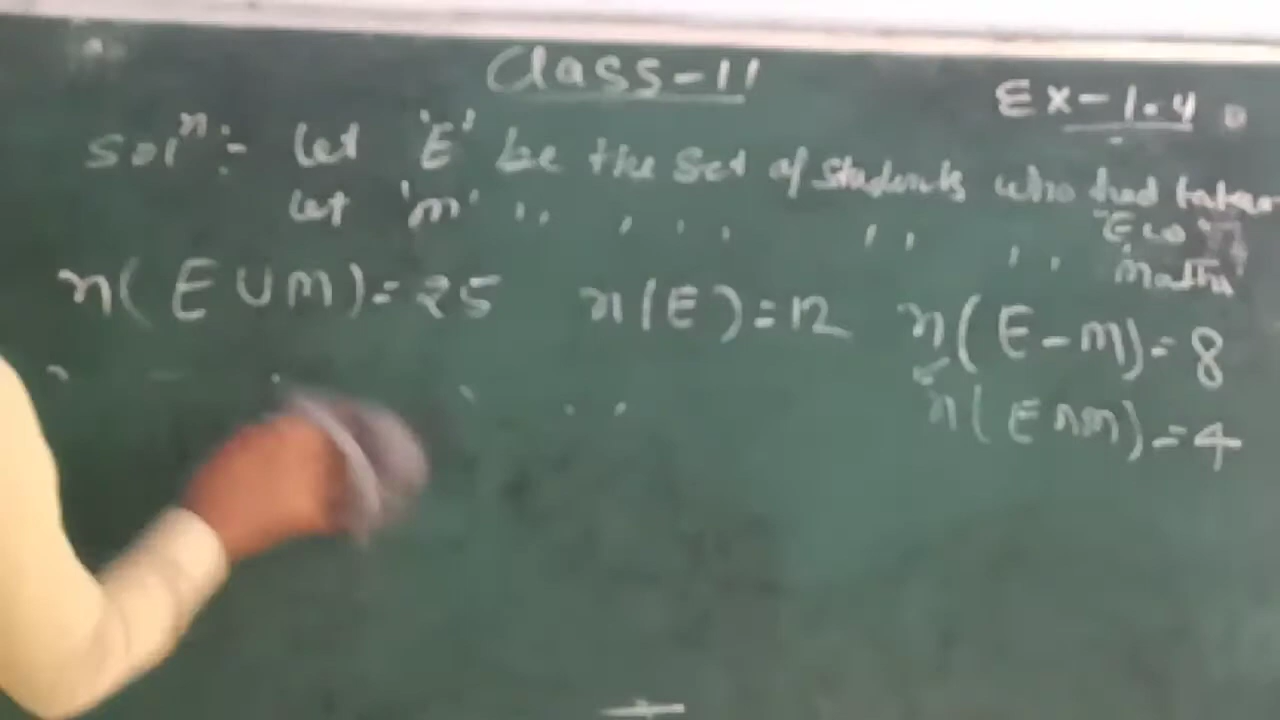 Class-11
Ex-1.4
Solⁿ:- Let 'E' be the set of students who had taken
"Eco"
Let 'm' " , , , " , , maths
n(E∪M)=25 n(E)=12 n(E-M)=8
n(E∩M)=4